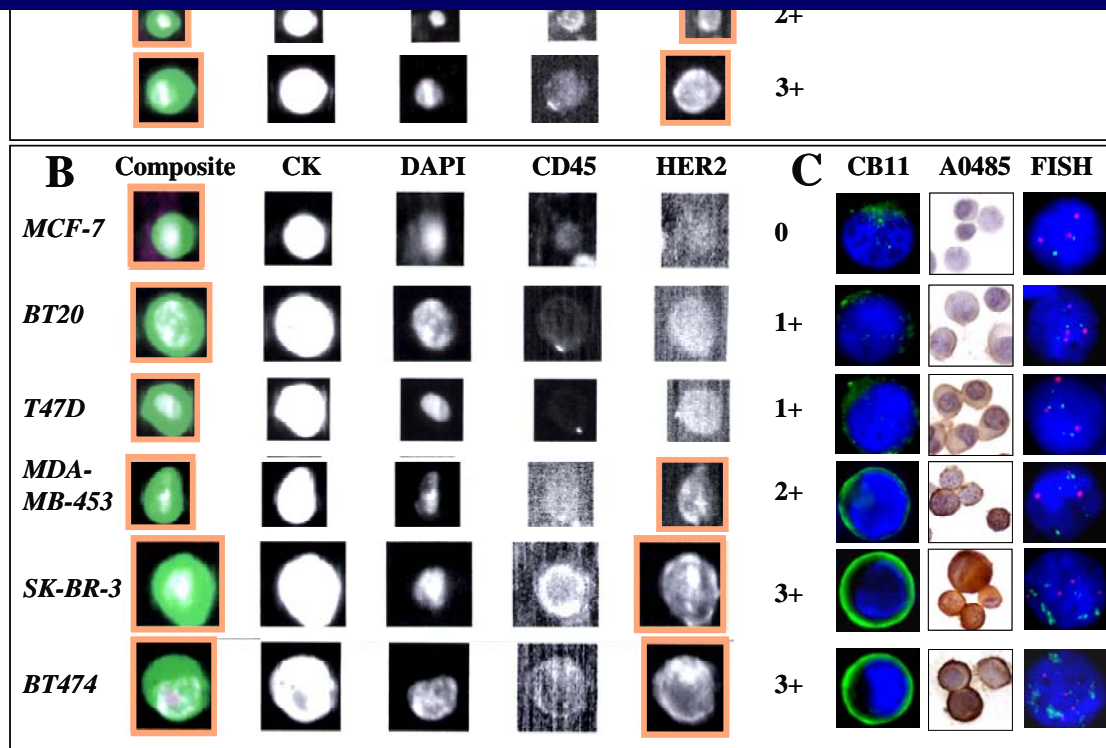 2+
3+
B Composite CK DAPI CD45 HER2 C CB11 A0485 FISH
MCF-7 0
BT20 1+
T47D 1+
MDA-
MB-453 2+
SK-BR-3 3+
BT474 3+